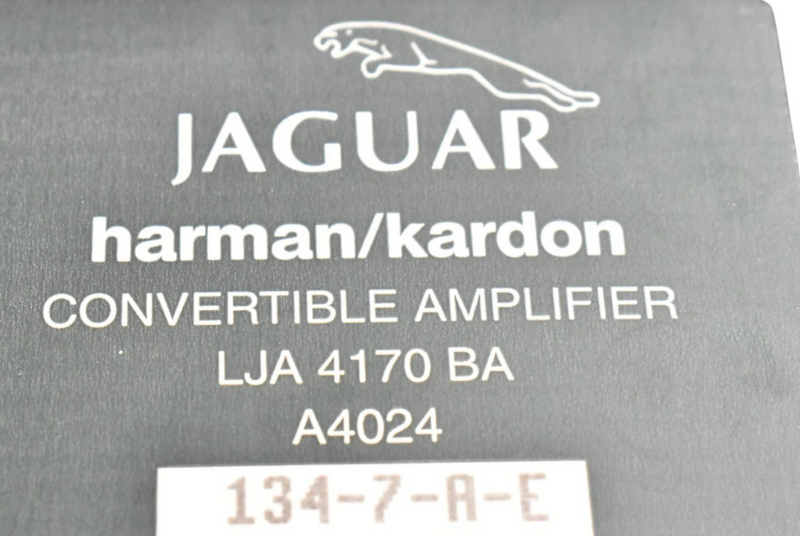 JAGUAR
harman/kardon
CONVERTIBLE AMPLIFIER
LJA 4170 BA
A4024
134-7-A-E